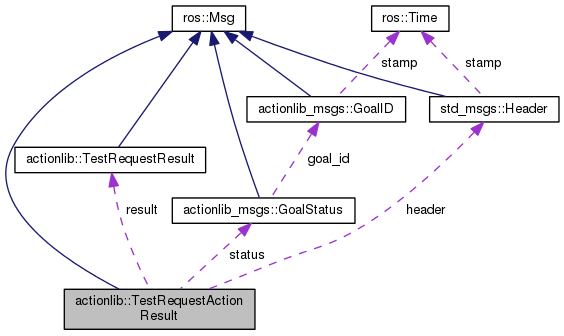 ros::Msg
ros::Time
stamp
stamp
actionlib_msgs::GoalID
std_msgs::Header
actionlib::TestRequestResult
goal_id
result
actionlib_msgs::GoalStatus
header
status
actionlib::TestRequestAction
Result